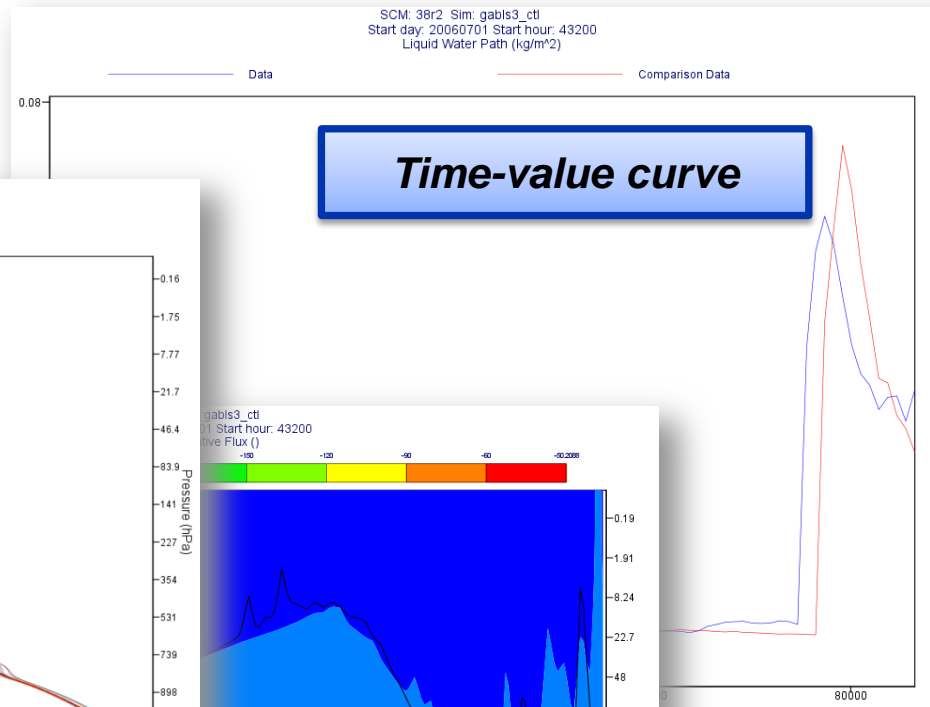 SCM: 38r2 Sim: gabls3_ctl
Start day: 20060701 Start hour: 43200
Liquid Water Path (kg/m^2)
Data
Comparison Data
0.08
Time-value curve
0.16
1.75
7.77
21.7
46.4
83.9
141
227
354
531
739
898
Pressure (hPa)
gabls3_ctl
01 Start hour: 43200
tive Flux ()
-150
-120
-90
-60
-50.2088
0.19
1.91
8.24
22.7
48
0
80000